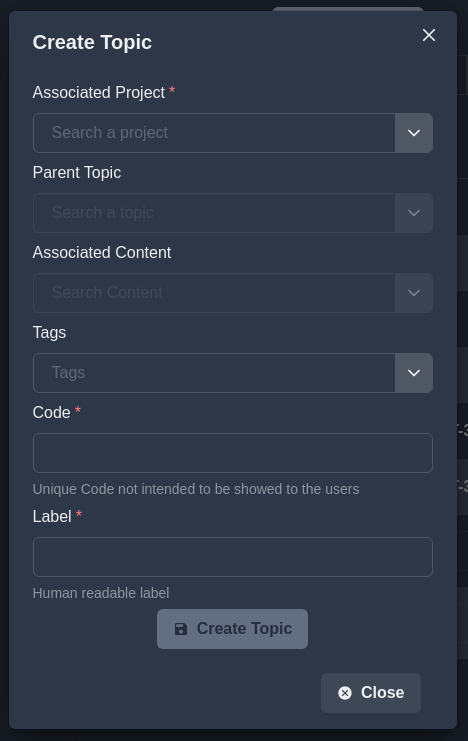 Create Topic
Associated Project *
Search a project
Parent Topic
Search a topic
Associated Content
Search Content
Tags
Tags
Code *
Unique Code not intended to be showed to the users
Label *
Human readable label
Create Topic
Close